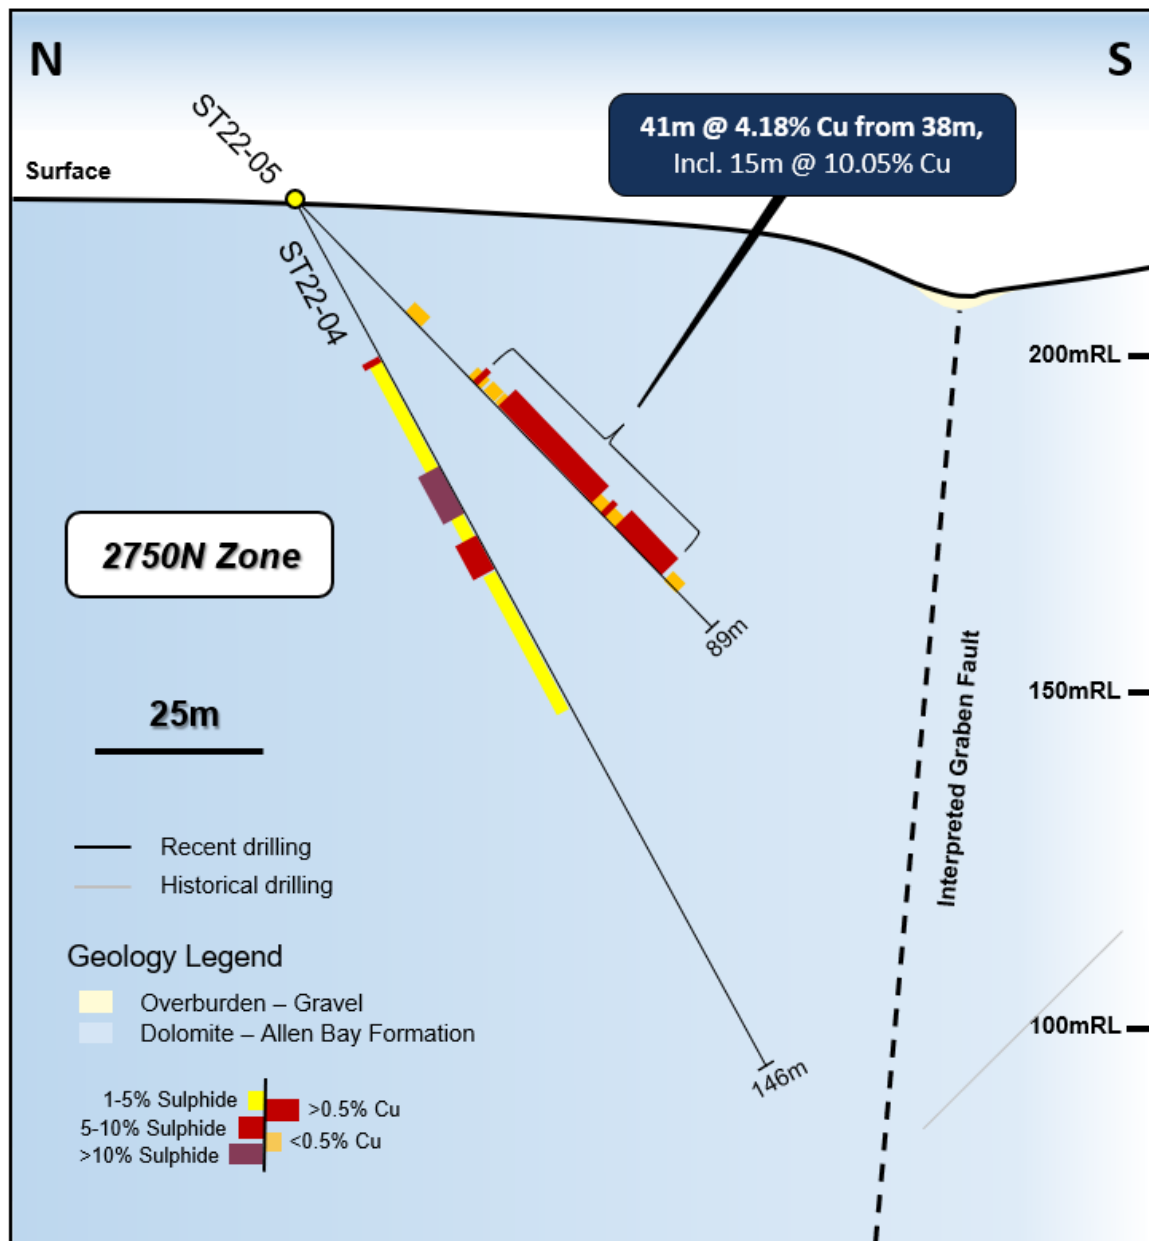 N
S
ST22-05
41m @ 4.18% Cu from 38m,
Incl. 15m @ 10.05% Cu
Surface
ST22-04
200mRL
2750N Zone
89m
150mRL
25m
Interpreted Graben Fault
Recent drilling
Historical drilling
Geology Legend
Overburden – Gravel
Dolomite – Allen Bay Formation
100mRL
146m
1-5% Sulphide
>0.5% Cu
5-10% Sulphide
<0.5% Cu
>10% Sulphide